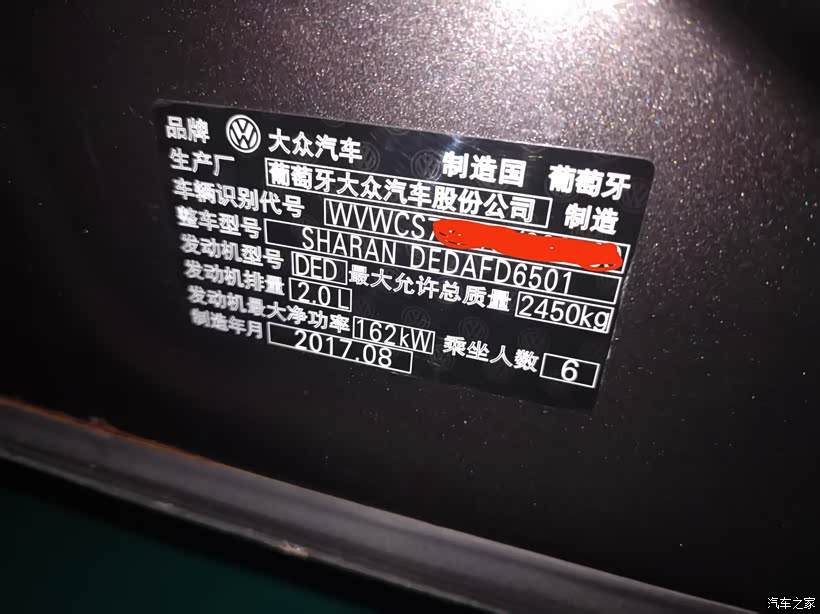 品牌 大众汽车 制造国 葡萄牙
生产厂 葡萄牙大众汽车股份公司 制造
车辆识别代号 WVWCS7
整车型号 SHARAN DEDAFD6501
发动机型号 DED 最大允许总质量 2450kg
发动机排量 2.0L
发动机最大净功率 162kW 乘坐人数 6
制造年月 2017.08
汽车之家